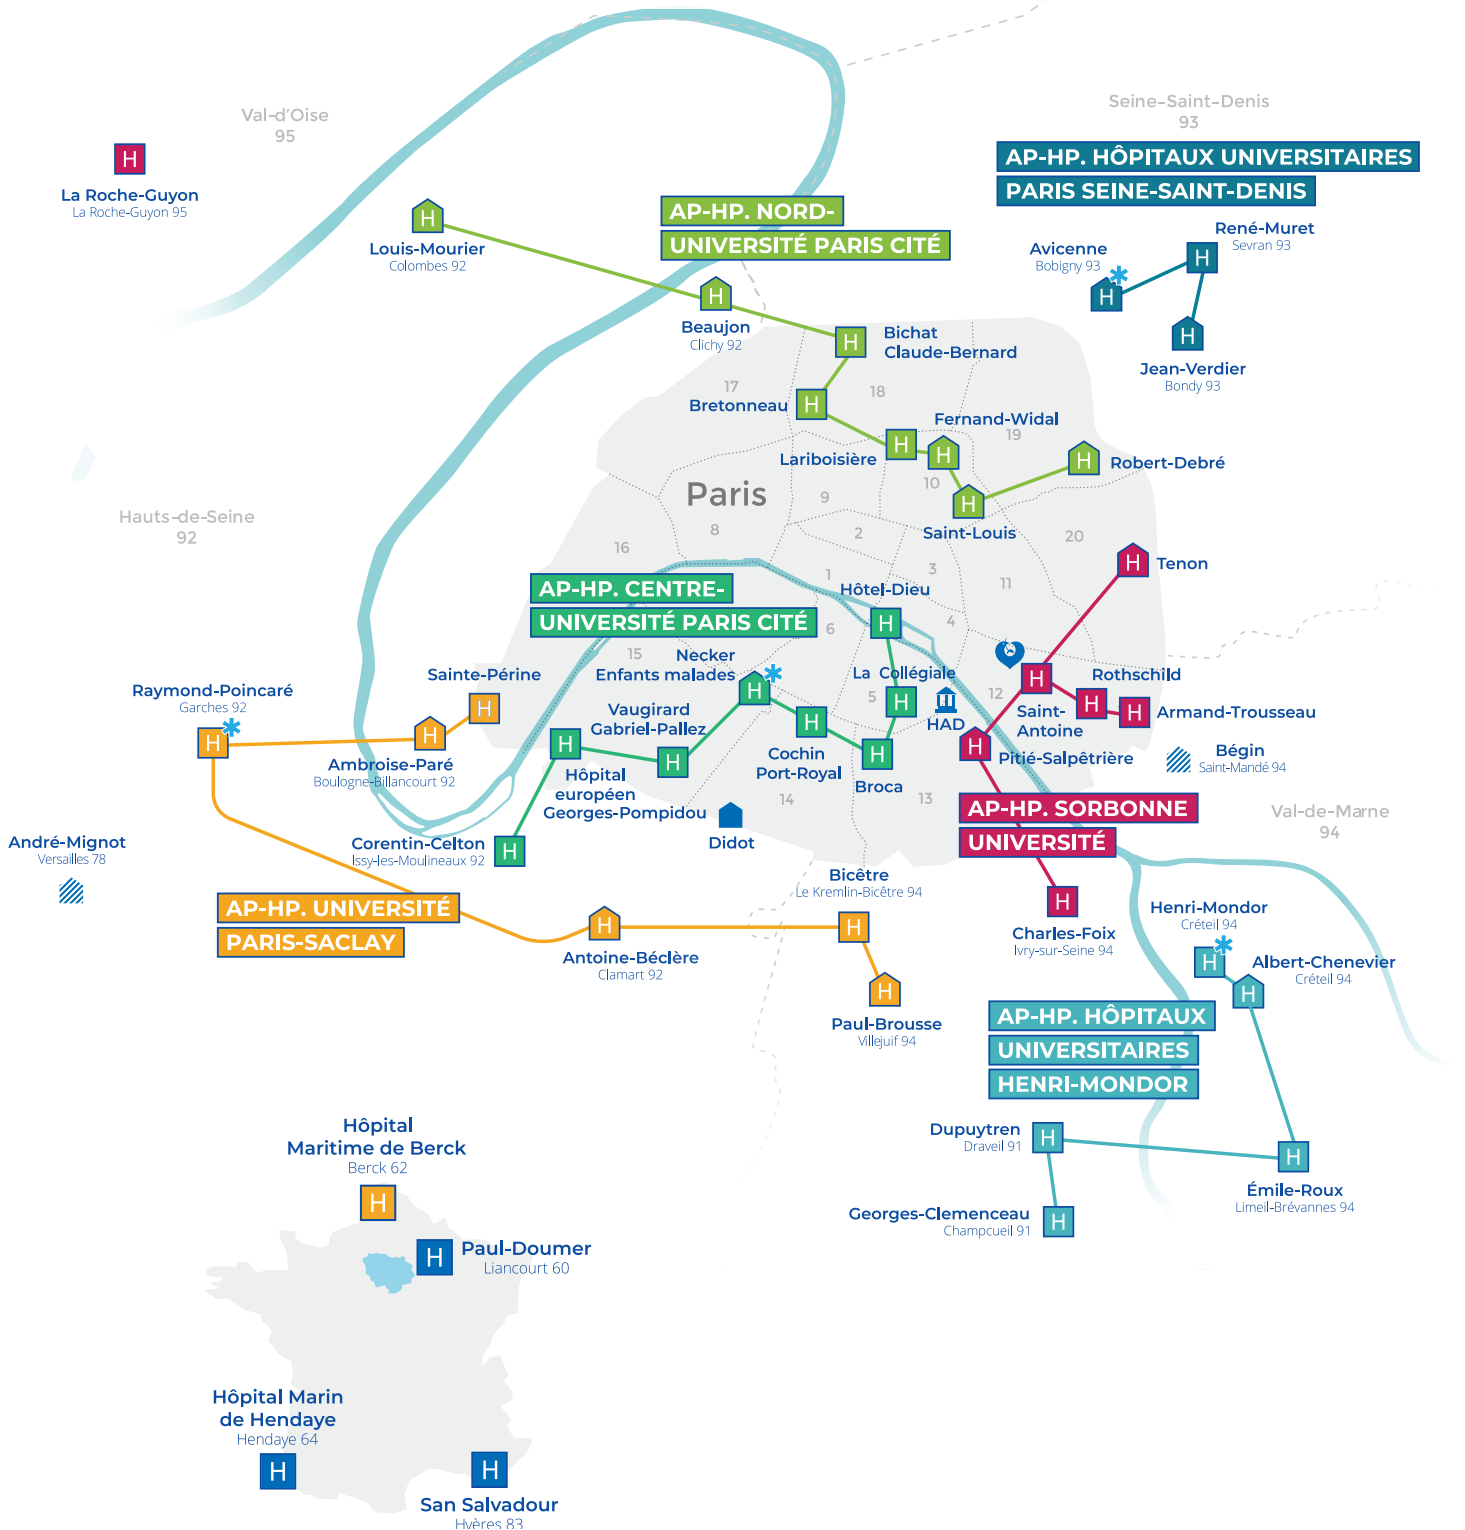 Val-d'Oise
95
Seine-Saint-Denis
93
H
La Roche-Guyon
La Roche-Guyon 95
AP-HP. HÔPITAUX UNIVERSITAIRES
PARIS SEINE-SAINT-DENIS
AP-HP. NORD-
UNIVERSITÉ PARIS CITÉ
H
Louis-Mourier
Colombes 92
René-Muret
Sevran 93
H
Avicenne
Bobigny 93
H
H
Jean-Verdier
Bondy 93
H
Beaujon
Clichy 92
H
Bichat
Claude-Bernard
17
18
Bretonneau
H
Fernand-Widal
19
Lariboisière
H
H
H
Robert-Debré
Paris
9
10
H
Saint-Louis
Hauts-de-Seine
92
8
2
20
16
H
Tenon
1
3
11
AP-HP. CENTRE-
UNIVERSITÉ PARIS CITÉ
Hôtel-Dieu
H
4
6
15
Necker
Enfants malades
H
La Collégiale
5
H
HAD
12
H
Saint-
Antoine
Rothschild
H
H
Armand-Trousseau
Sainte-Périne
H
Raymond-Poincaré
Garches 92
H
H
Ambroise-Paré
Boulogne-Billancourt 92
Vaugirard
Gabriel-Pallez
H
H
Hôpital
européen
Georges-Pompidou
H
Cochin
Port-Royal
H
Broca
H
Pitié-Salpêtrière
Bégin
Saint-Mandé 94
14
13
Didot
AP-HP. SORBONNE
UNIVERSITÉ
Val-de-Marne
94
André-Mignot
Versailles 78
Corentin-Celton
Issy-les-Moulineaux 92
H
Bicêtre
Le Kremlin-Bicêtre 94
H
AP-HP. UNIVERSITÉ
PARIS-SACLAY
H
Antoine-Béclère
Clamart 92
H
Charles-Foix
Ivry-sur-Seine 94
Henri-Mondor
Créteil 94
H
Albert-Chenevier
Créteil 94
H
H
Paul-Brousse
Villejuif 94
AP-HP. HÔPITAUX
UNIVERSITAIRES
HENRI-MONDOR
Dupuytren
Draveil 91
H
H
Émile-Roux
Limeil-Brévannes 94
Georges-Clemenceau
Champcueil 91
H
Hôpital
Maritime de Berck
Berck 62
H
H
Paul-Doumer
Liancourt 60
Hôpital Marin
de Hendaye
Hendaye 64
H
H
San Salvadour
Hyères 83